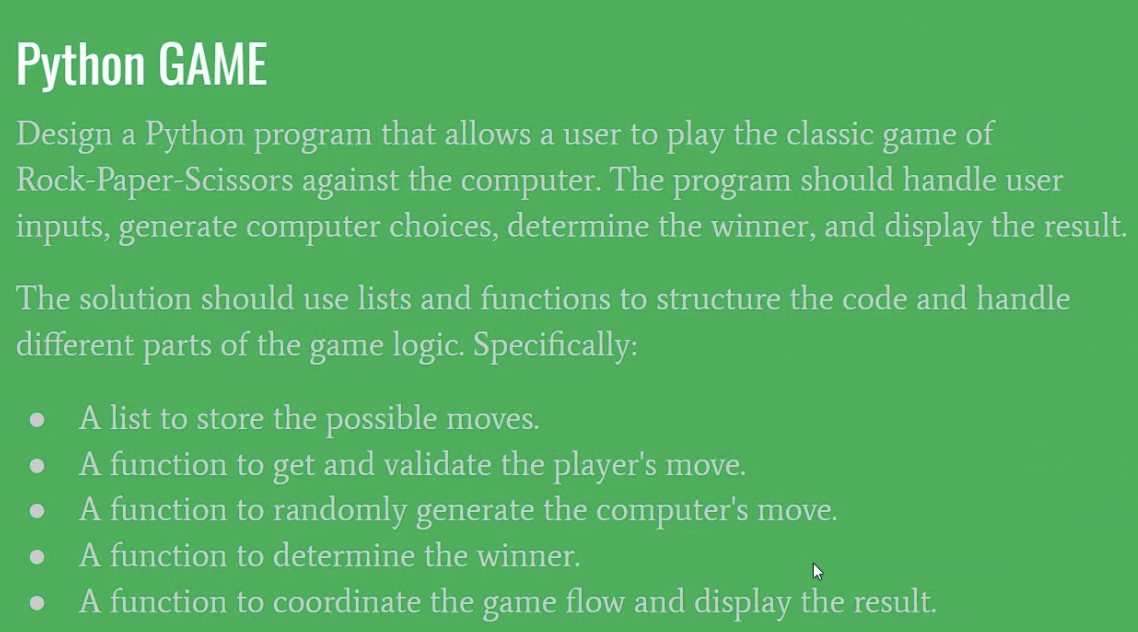 Python GAME
Design a Python program that allows a user to play the classic game of
Rock-Paper-Scissors against the computer. The program should handle user
inputs, generate computer choices, determine the winner, and display the result.
The solution should use lists and functions to structure the code and handle
different parts of the game logic. Specifically:
● A list to store the possible moves.
● A function to get and validate the player's move.
● A function to randomly generate the computer's move.
● A function to determine the winner.
● A function to coordinate the game flow and display the result.